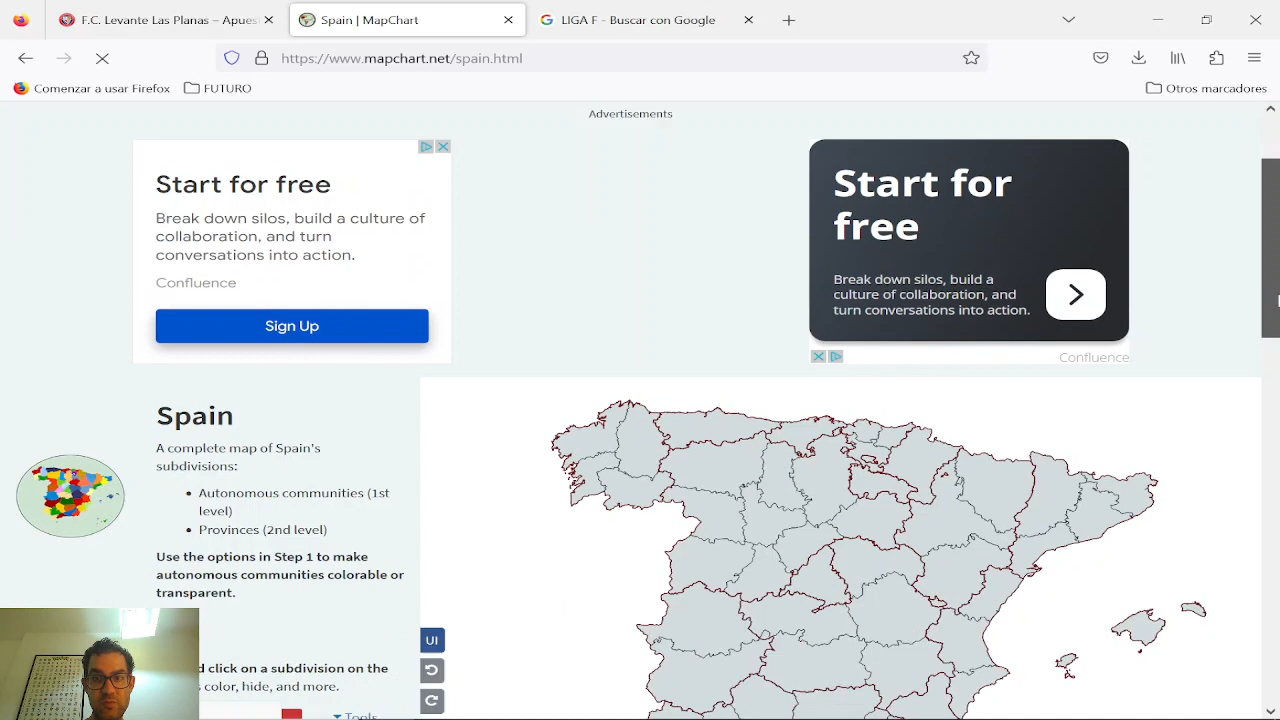 F.C. Levante Las Planas – Apues
Spain | MapChart
LIGA F - Buscar con Google
https://www.mapchart.net/spain.html
Comenzar a usar Firefox
FUTURO
Otros marcadores
Advertisements
Start for free
Break down silos, build a culture of
collaboration, and turn
conversations into action.
Confluence
Sign Up
Start for
free
Break down silos, build a
culture of collaboration, and
turn conversations into action.
Confluence
Spain
A complete map of Spain's
subdivisions:
Autonomous communities (1st
level)
Provinces (2nd level)
Use the options in Step 1 to make
autonomous communities colorable or
transparent.
d click on a subdivision on the
color, hide, and more.
Tools
UI